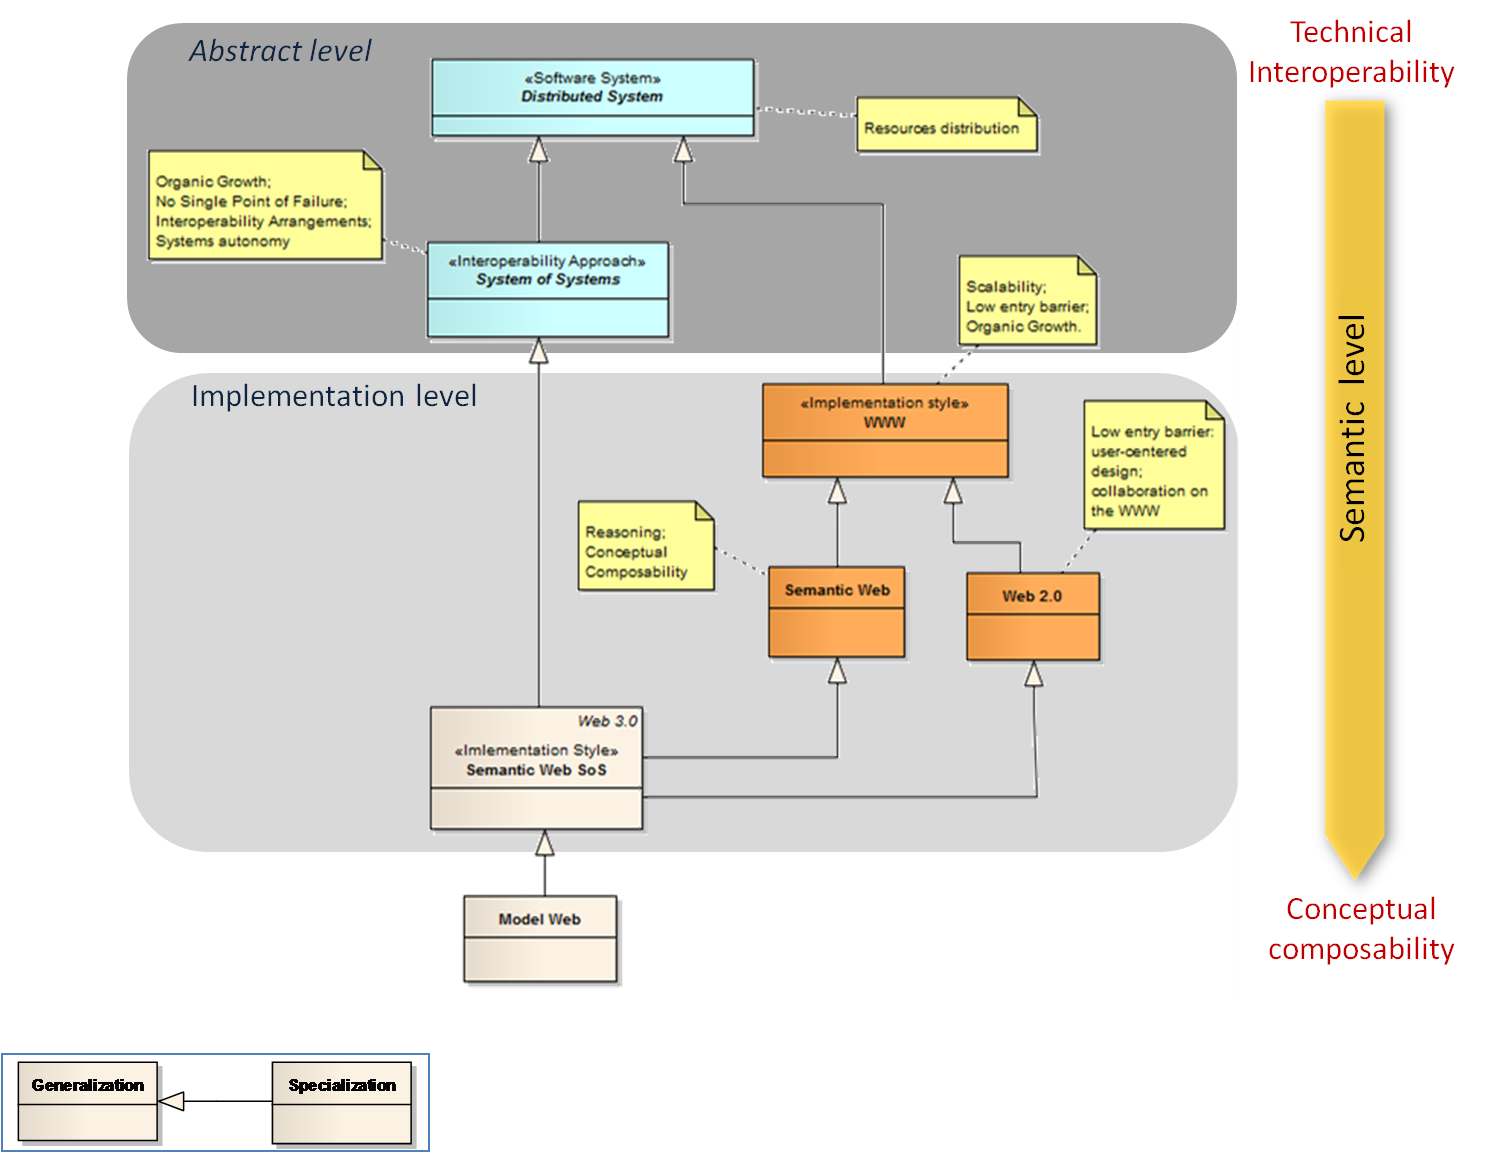 Abstract level
Technical
Interoperability
«Software System»
Distributed System
Resources distribution
Organic Growth;
No Single Point of Failure;
Interoperability Arrangements;
Systems autonomy
«Interoperability Approach»
System of Systems
Scalability;
Low entry barrier;
Organic Growth.
Semantic level
Implementation level
«Implementation style»
WWW
Low entry barrier:
user-centered
design;
collaboration on
the WWW
Reasoning;
Conceptual
Composability
Semantic Web
Web 2.0
Web 3.0
«Imlementation Style»
Semantic Web SoS
Model Web
Conceptual
composability
Generalization
Specialization